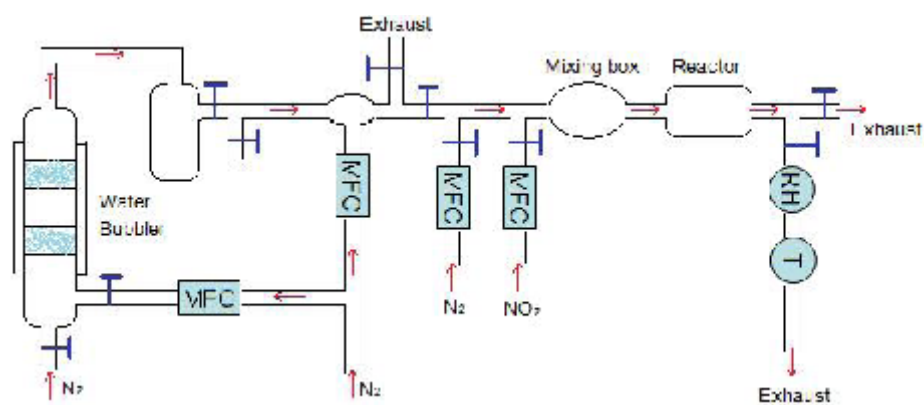 Exhaust
Mixing box
Reactor
Exhaust
MFC
MFC
MFC
RH
Water
Bubbler
T
MFC
N2
NO2
N2
N2
Exhaust